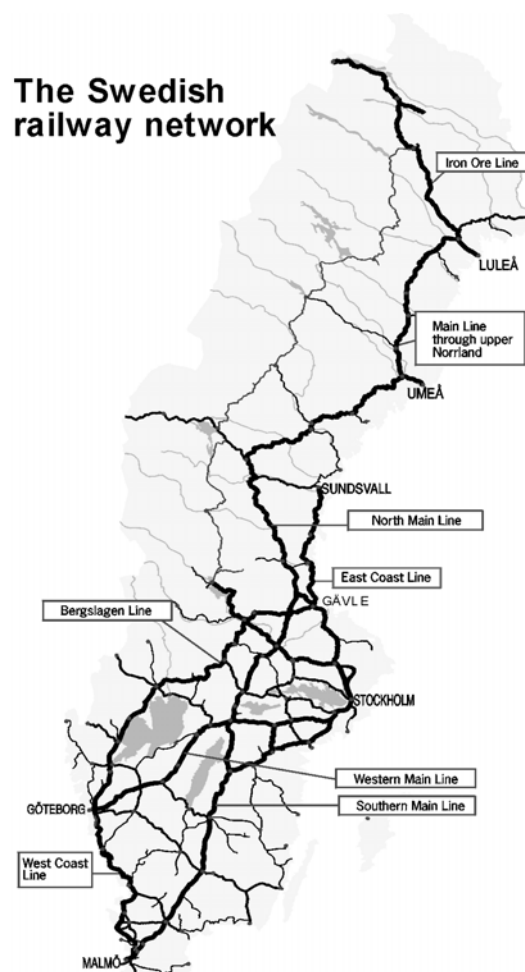 The Swedish
railway network
Iron Ore Line
LULEÅ
Main Line
through upper
Norrland
UMEÅ
SUNDSVALL
North Main Line
East Coast Line
GÄVLE
Bergslagen Line
STOCKHOLM
Western Main Line
GÖTEBORG
Southern Main Line
West Coast
Line
MALMÖ